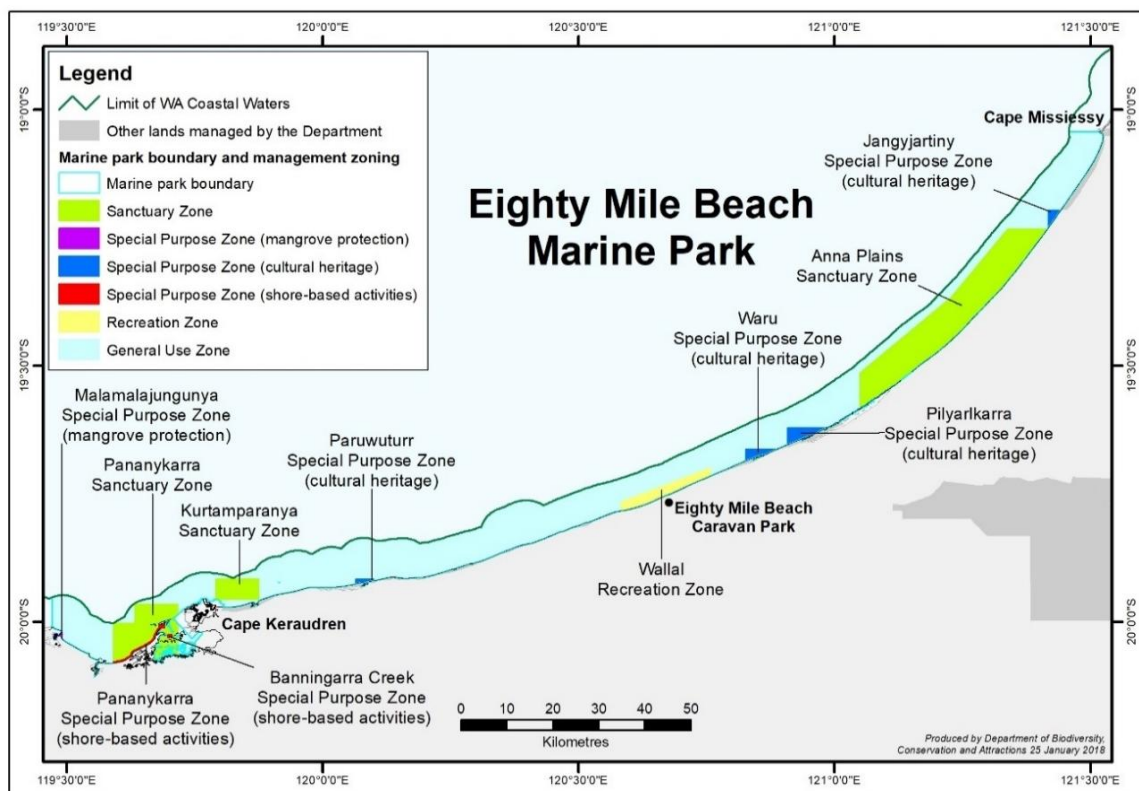 119°30'0"E
120°0'0"E
120°30'0"E
121°0'0"E
121°30'0"E
Legend
Limit of WA Coastal Waters
Other lands managed by the Department
Marine park boundary and management zoning
Marine park boundary
Sanctuary Zone
Special Purpose Zone (mangrove protection)
Special Purpose Zone (cultural heritage)
Special Purpose Zone (shore-based activities)
Recreation Zone
General Use Zone
Eighty Mile Beach
Marine Park
Cape Missiessy
Jangyjartiny
Special Purpose Zone
(cultural heritage)
Anna Plains
Sanctuary Zone
Waru
Special Purpose Zone
(cultural heritage)
Pilyarlkarra
Special Purpose Zone
(cultural heritage)
Malamalajungunya
Special Purpose Zone
(mangrove protection)
Pananykarra
Sanctuary Zone
Kurtamparanya
Sanctuary Zone
Paruwuturr
Special Purpose Zone
(cultural heritage)
Eighty Mile Beach
Caravan Park
Wallal
Recreation Zone
Cape Keraudren
Pananykarra
Special Purpose Zone
(shore-based activities)
Banningarra Creek
Special Purpose Zone
(shore-based activities)
0 10 20 30 40 50
Kilometres
Produced by Department of Biodiversity,
Conservation and Attractions 25 January 2018
19°0'0"S
19°30'0"S
20°0'0"S
19°0'0"S
19°30'0"S
20°0'0"S
119°30'0"E
120°0'0"E
120°30'0"E
121°0'0"E
121°30'0"E